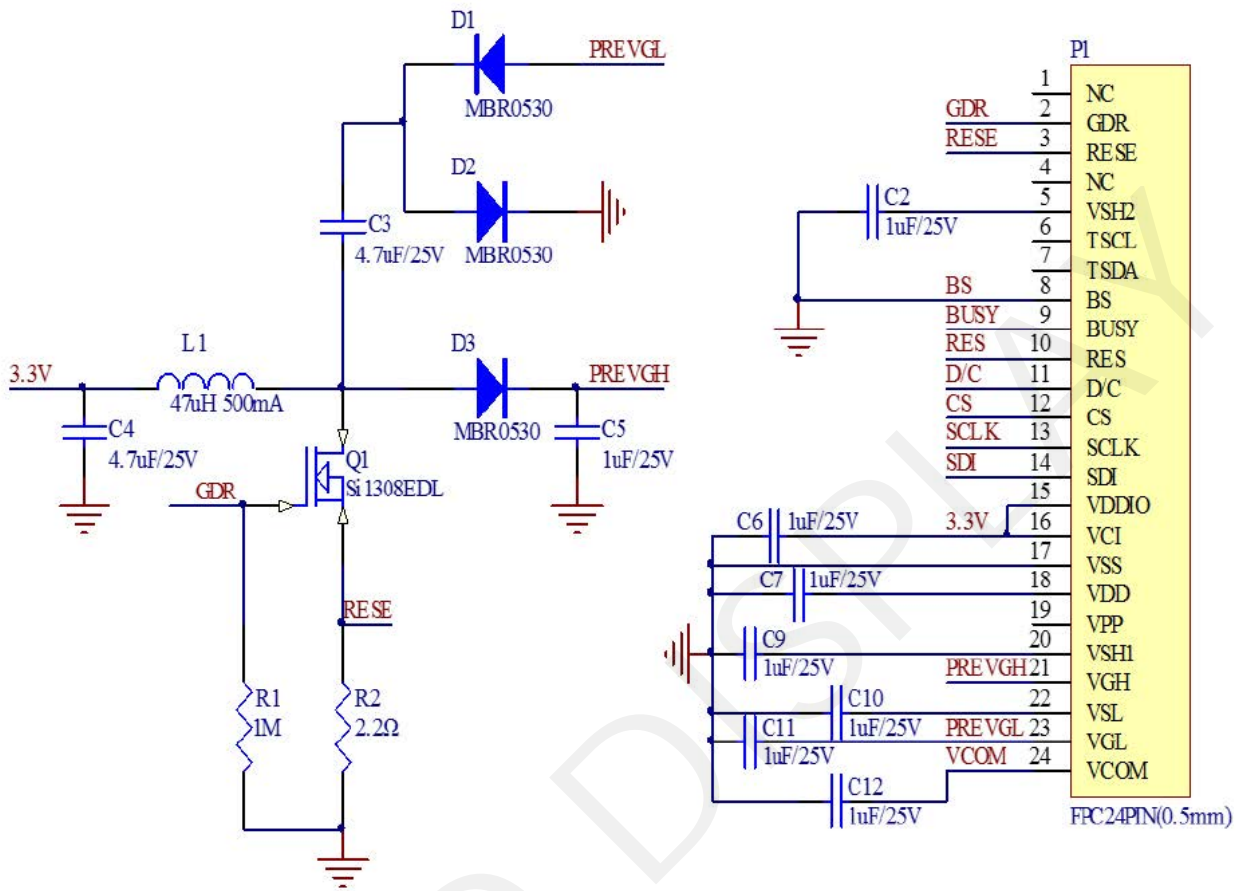 D1
PREVGL
MBR0530
D2
MBR0530
C3
4.7uF/25V
L1
3.3V
47uH 500mA
D3
PREVGH
MBR0530
C4
4.7uF/25V
C5
1uF/25V
Q1
Si1308EDL
GDR
RESE
R1
1M
R2
2.2Ω
P1
1 NC
GDR 2 GDR
RESE 3 RESE
4 NC
C2
1uF/25V
5 VSH2
6 TSCL
7 TSDA
BS 8 BS
BUSY 9 BUSY
RES 10 RES
D/C 11 D/C
CS 12 CS
SCLK 13 SCLK
SDI 14 SDI
15 VDDIO
C6 1uF/25V 3.3V 16 VCI
17 VSS
C7 1uF/25V 18 VDD
19 VPP
C9
1uF/25V
20 VSH1
PREVGH 21 VGH
C10
1uF/25V
22 VSL
C11
1uF/25V
PREVGL 23 VGL
VCOM 24 VCOM
C12
1uF/25V
FPC24PIN(0.5mm)
DISPLAY